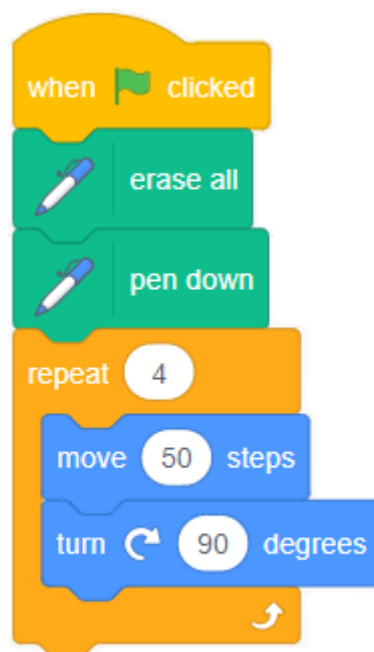 when clicked
erase all
pen down
repeat 4
move 50 steps
turn 90 degrees